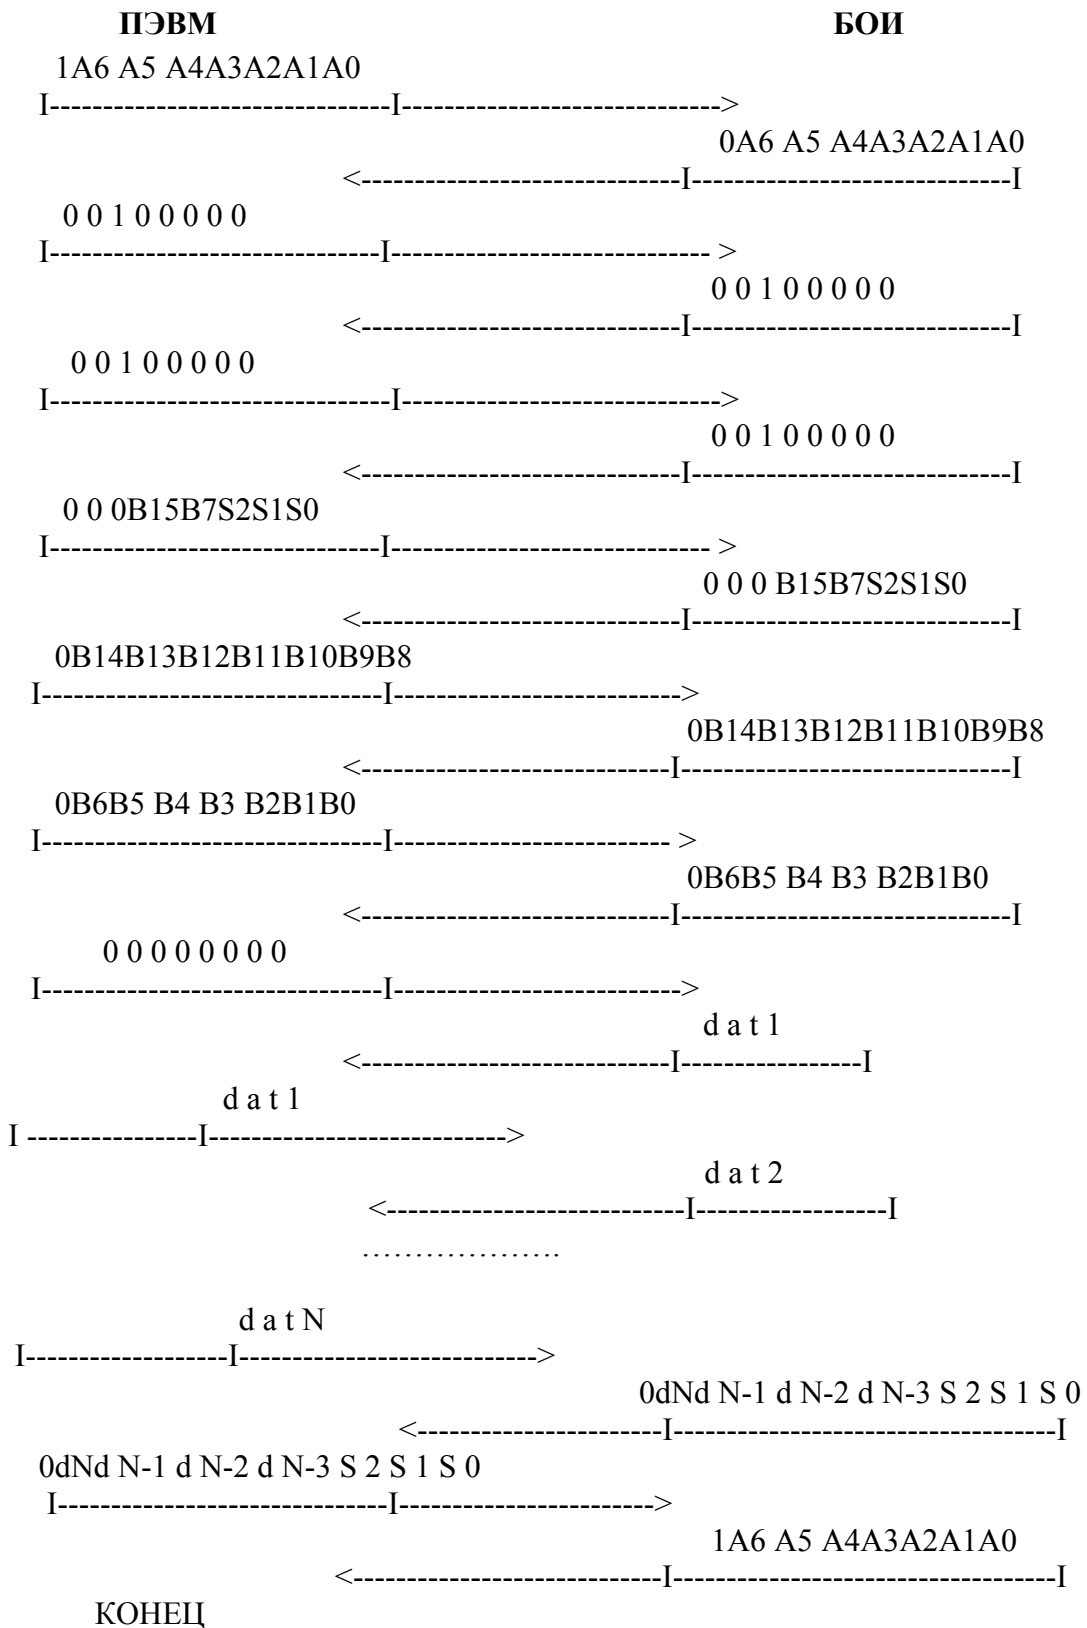 ПЭВМ БОИ
1A6 A5 A4A3A2A1A0
I--------------------------------I------------------------------>
0A6 A5 A4A3A2A1A0
<------------------------------I------------------------------I
0 0 1 0 0 0 0 0
I-------------------------------I------------------------------ >
0 0 1 0 0 0 0 0
<------------------------------I------------------------------I
0 0 1 0 0 0 0 0
I--------------------------------I------------------------------>
0 0 1 0 0 0 0 0
<------------------------------I------------------------------I
0 0 0B15B7S2S1S0
I-------------------------------I------------------------------ >
0 0 0 B15B7S2S1S0
<------------------------------I------------------------------I
0B14B13B12B11B10B9B8
I--------------------------------I--------------------------->
0B14B13B12B11B10B9B8
<-----------------------------I-------------------------------I
0B6B5 B4 B3 B2B1B0
I--------------------------------I-------------------------- >
0B6B5 B4 B3 B2B1B0
<-----------------------------I-------------------------------I
0 0 0 0 0 0 0 0
I--------------------------------I--------------------------->
d a t 1
<-----------------------------I-----------------I
d a t 1
I ----------------I---------------------------->
d a t 2
<----------------------------I------------------I
……………….
d a t N
I-------------------I---------------------------->
0dNd N-1 d N-2 d N-3 S 2 S 1 S 0
<------------------------I------------------------------------I
0dNd N-1 d N-2 d N-3 S 2 S 1 S 0
I-------------------------------I------------------------>
1A6 A5 A4A3A2A1A0
<-----------------------------I------------------------------------I
КОНЕЦ